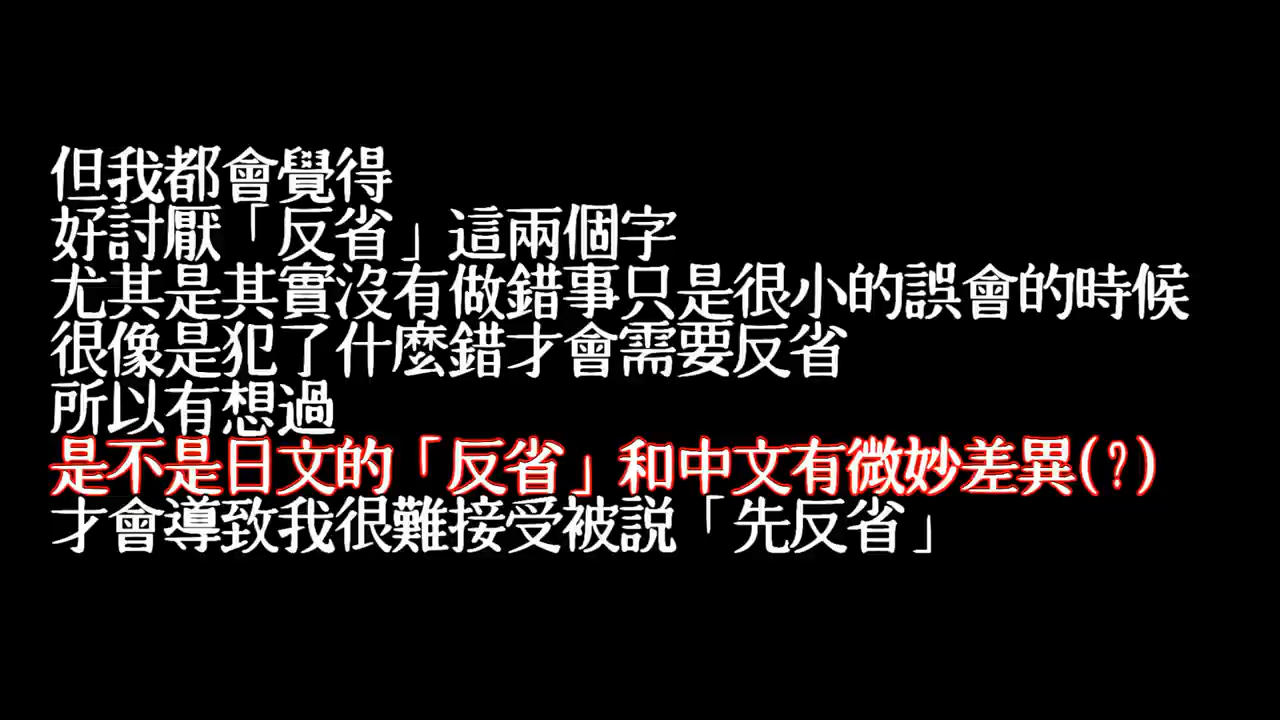 但我都會覺得
好討厭「反省」這兩個字
尤其是其實沒有做錯事只是很小的誤會的時候
很像是犯了什麼錯才會需要反省
所以有想過
是不是日文的「反省」和中文有微妙差異(?)
才會導致我很難接受被說「先反省」